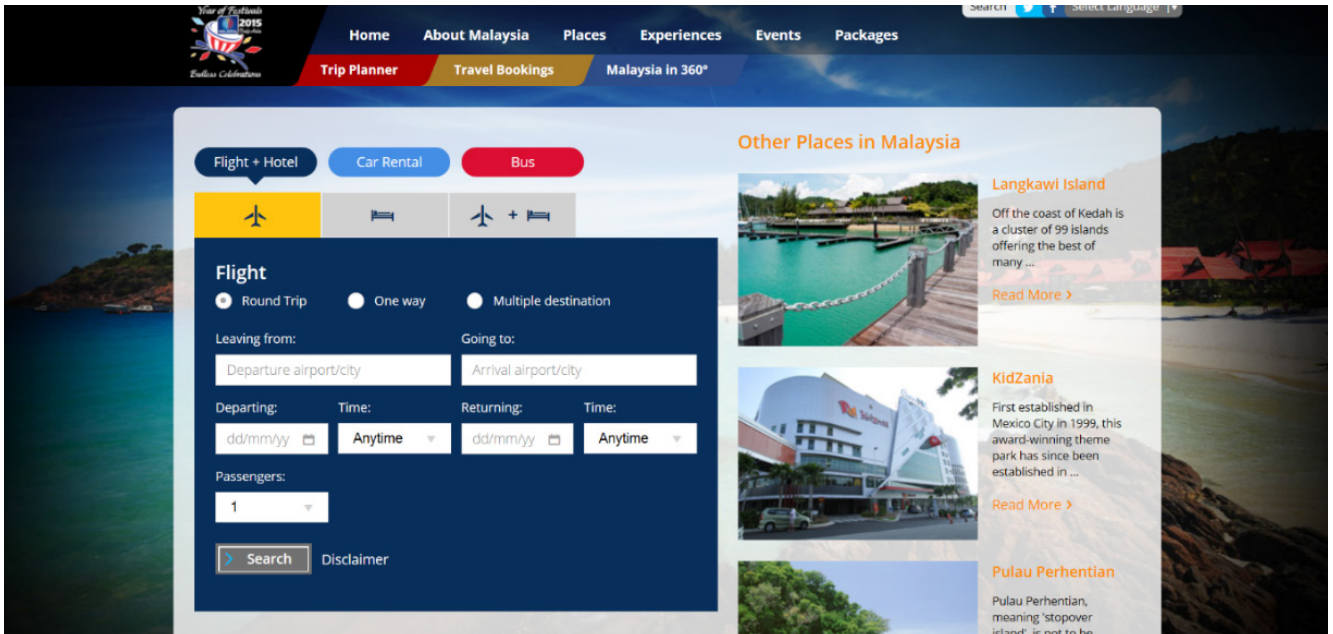 Year of Festivals
2015
Endless Celebrations
Search
Select Language
Home
About Malaysia
Places
Experiences
Events
Packages
Trip Planner
Travel Bookings
Malaysia in 360°
Flight + Hotel
Car Rental
Bus
+
Flight
Round Trip
One way
Multiple destination
Leaving from:
Going to:
Departure airport/city
Arrival airport/city
Departing:
Time:
Returning:
Time:
dd/mm/yy
Anytime
dd/mm/yy
Anytime
Passengers:
1
Search
Disclaimer
Other Places in Malaysia
Langkawi Island
Off the coast of Kedah is
a cluster of 99 islands
offering the best of
many ...
Read More >
KidZania
First established in
Mexico City in 1999, this
award-winning theme
park has since been
established in ...
Read More >
Pulau Perhentian
Pulau Perhentian,
meaning 'stopover
island', is not to be